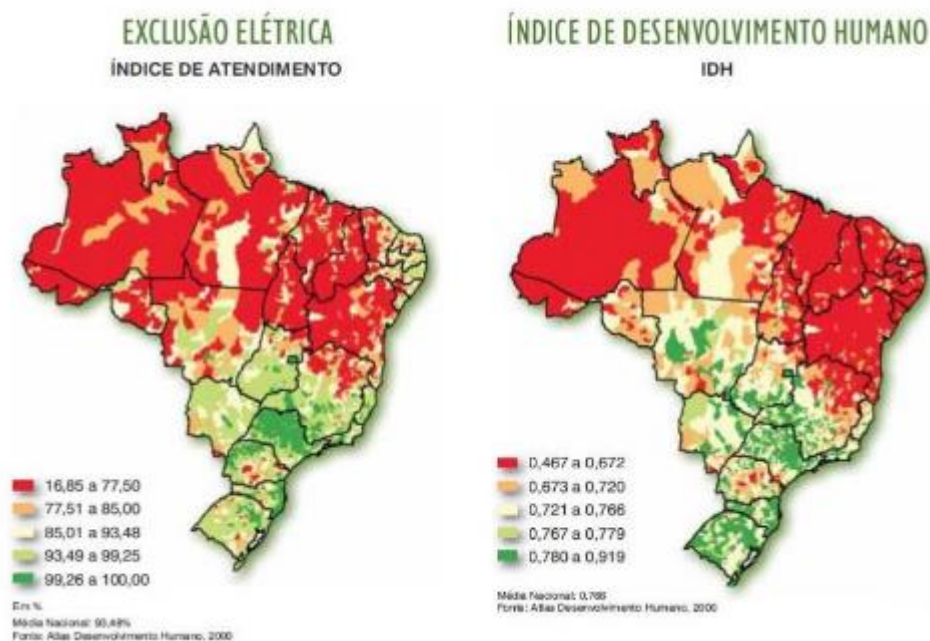 EXCLUSÃO ELÉTRICA
ÍNDICE DE ATENDIMENTO
16,85 a 77,50
77,51 a 85,00
85,01 a 93,48
93,49 a 99,25
99,26 a 100,00
Em %
Média Nacional: 93,48%
Fonte: Atlas Desenvolvimento Humano, 2000
ÍNDICE DE DESENVOLVIMENTO HUMANO
IDH
0,467 a 0,672
0,673 a 0,720
0,721 a 0,766
0,767 a 0,779
0,780 a 0,919
Média Nacional: 0,766
Fonte: Atlas Desenvolvimento Humano, 2000